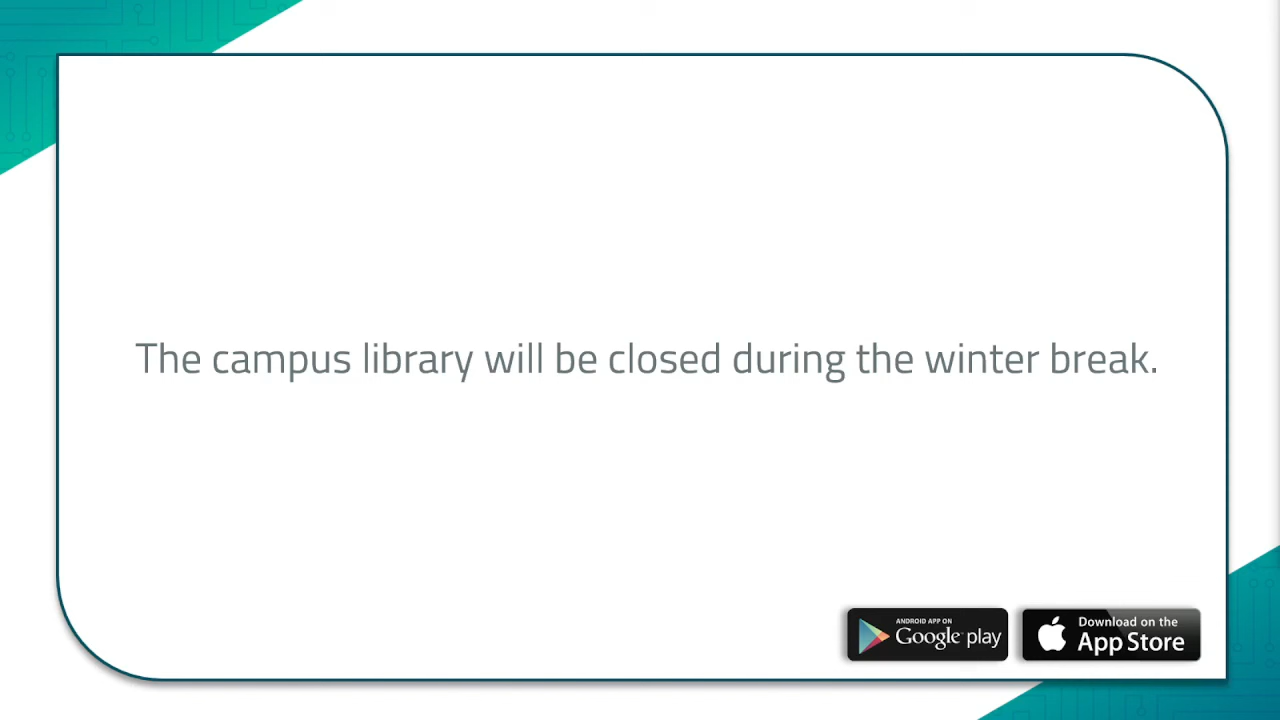 The campus library will be closed during the winter break.
ANDROID APP ON
Google play
Download on the
App Store